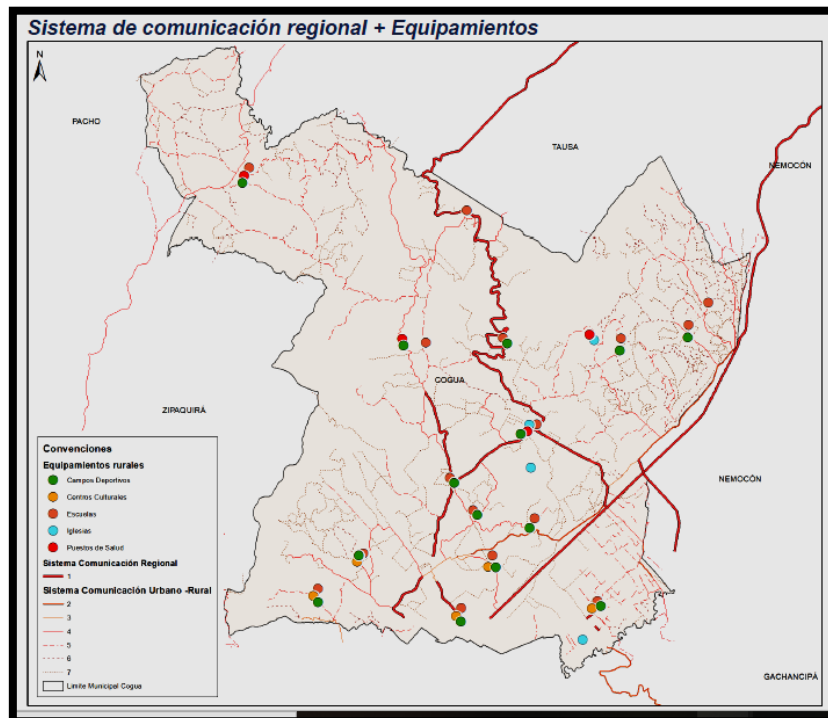 Sistema de comunicación regional + Equipamientos
N
PACHO
TAUSA
NEMOCÓN
COGUA
ZIPAQUIRÁ
NEMOCÓN
GACHANCIPÁ
Convenciones
Equipamientos rurales
Campos Deportivos
Centros Culturales
Escuelas
Iglesias
Puestos de Salud
Sistema Comunicación Regional
1
Sistema Comunicación Urbano -Rural
2
3
4
5
6
7
Limite Municipal Cogua